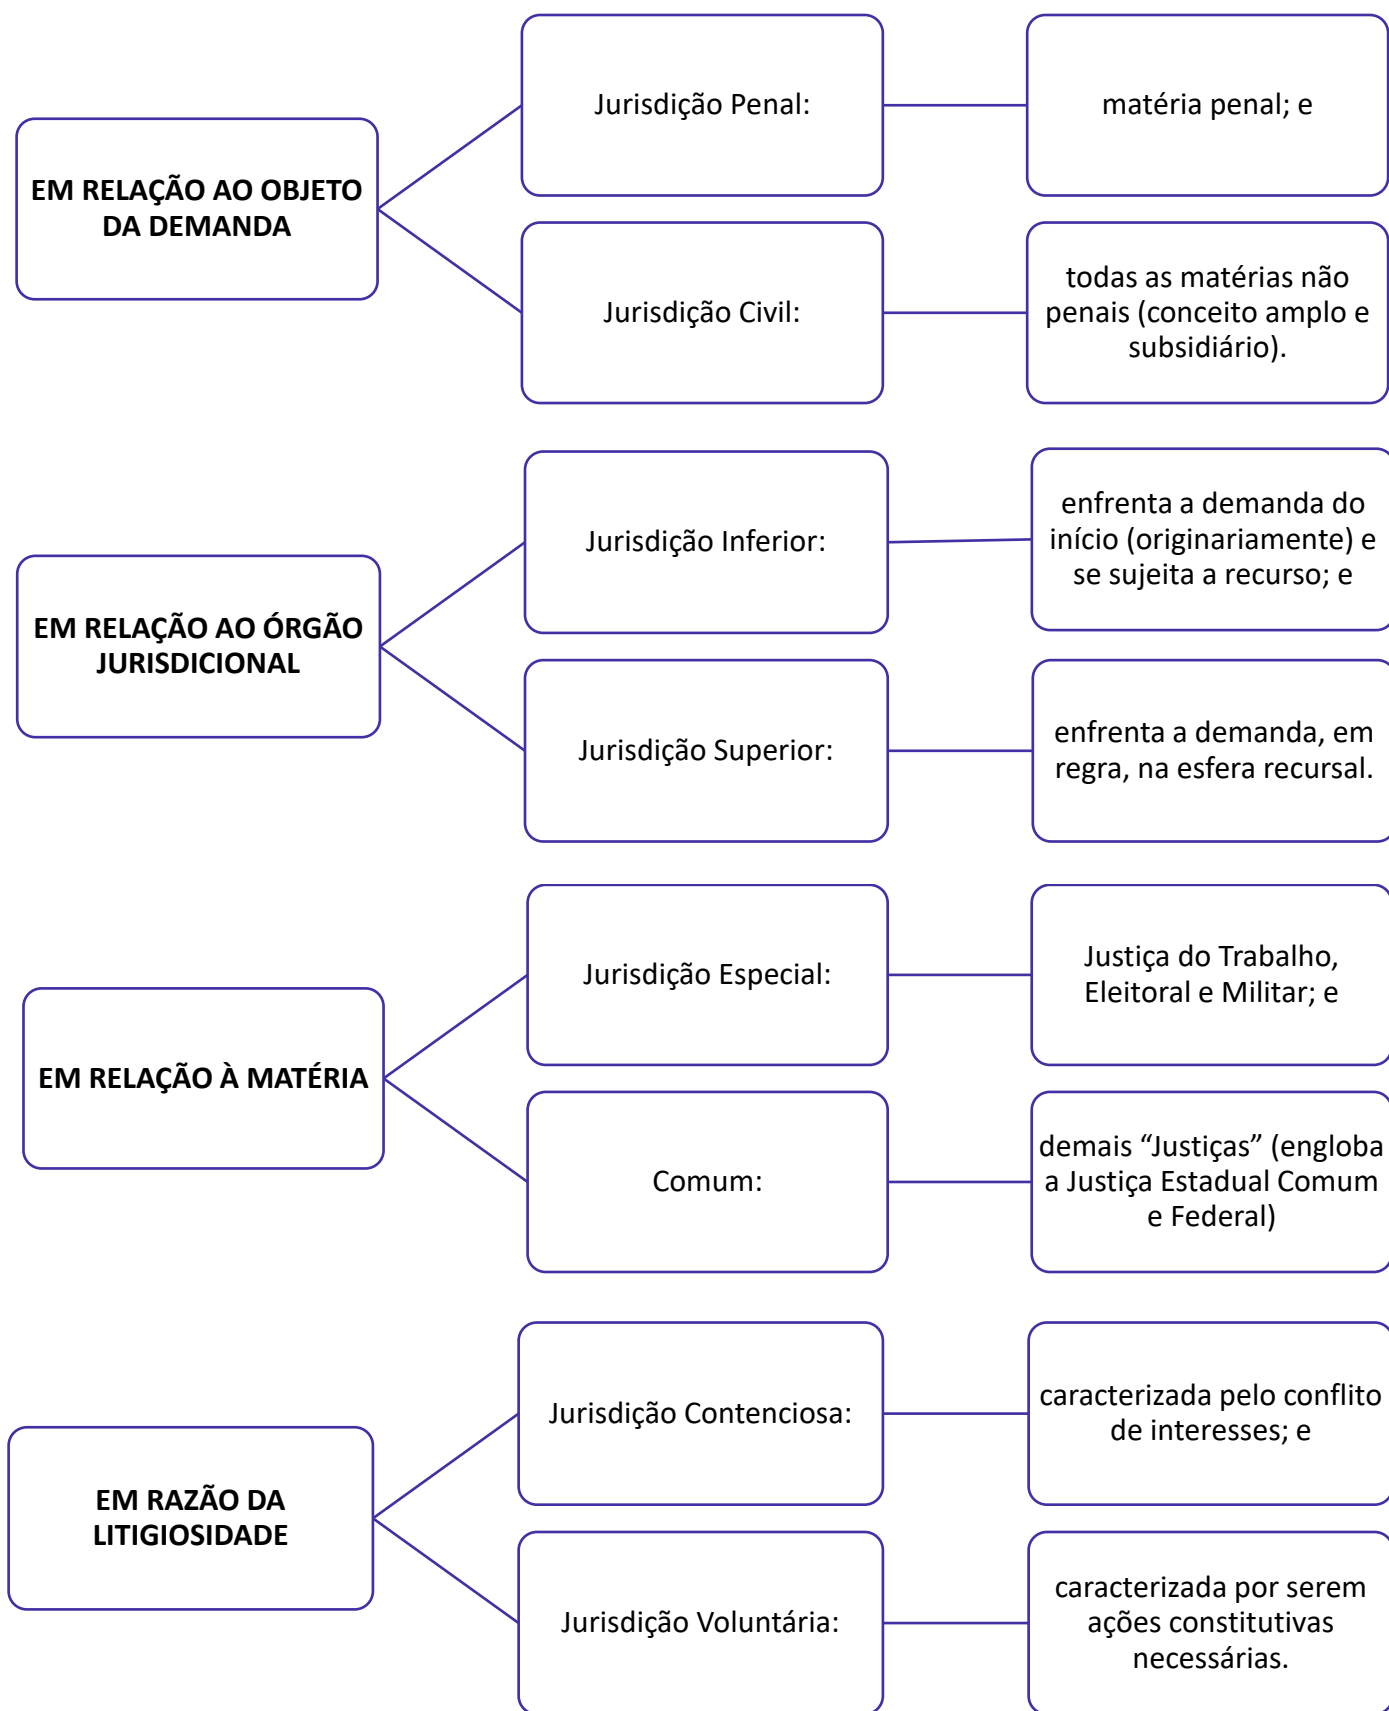 EM RELAÇÃO AO OBJETO
DA DEMANDA
Jurisdição Penal:
matéria penal; e
Jurisdição Civil:
todas as matérias não
penais (conceito amplo e
subsidiário).
EM RELAÇÃO AO ÓRGÃO
JURISDICIONAL
Jurisdição Inferior:
enfrenta a demanda do
início (originariamente) e
se sujeita a recurso; e
Jurisdição Superior:
enfrenta a demanda, em
regra, na esfera recursal.
EM RELAÇÃO À MATÉRIA
Jurisdição Especial:
Justiça do Trabalho,
Eleitoral e Militar; e
Comum:
demais “Justiças” (engloba
a Justiça Estadual Comum
e Federal)
EM RAZÃO DA
LITIGIOSIDADE
Jurisdição Contenciosa:
caracterizada pelo conflito
de interesses; e
Jurisdição Voluntária:
caracterizada por serem
ações constitutivas
necessárias.